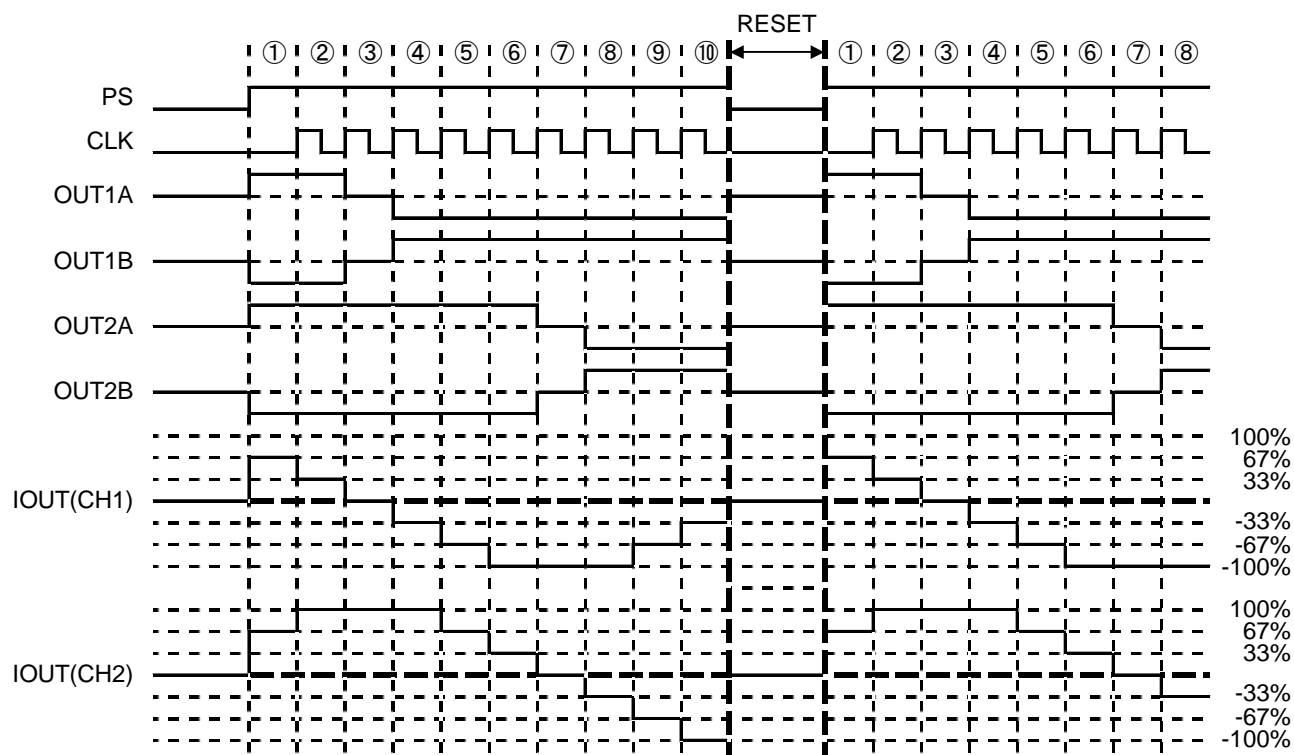 RESET
① ② ③ ④ ⑤ ⑥ ⑦ ⑧ ⑨ ⑩ ① ② ③ ④ ⑤ ⑥ ⑦ ⑧
PS
CLK
OUT1A
OUT1B
OUT2A
OUT2B
100%
67%
33%
IOUT(CH1)
-33%
-67%
-100%
100%
67%
33%
IOUT(CH2)
-33%
-67%
-100%